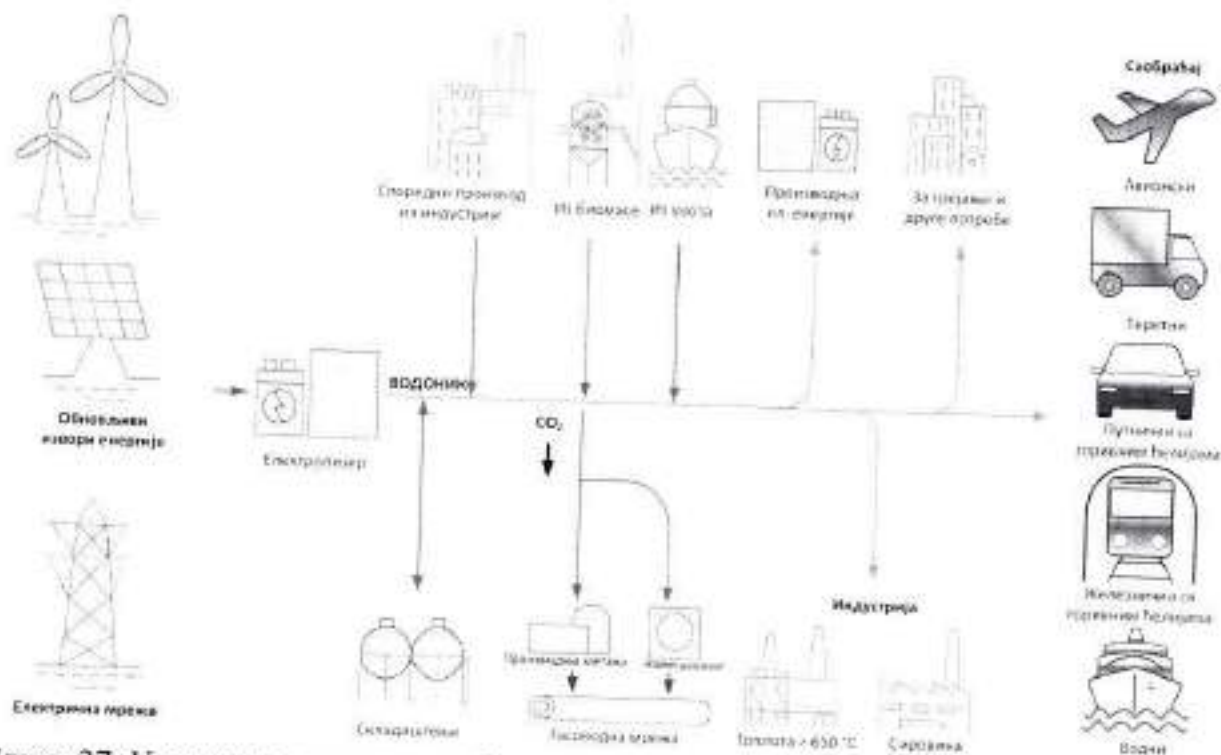 Саобраћај
Споредни производ
из индустрије
Из биомасе
Производња
ел. енергије
За грејање и
друге потребе
Авионски
Теретни
Обновљиви
извори енергије
ВОДОНИК
CO₂
Електролизер
Путнички са
горивним ћелијама
Индустрија
Железнички са
горивним ћелијама
Производња метана
Електрична мрежа
Складиштење
Гасоводна мрежа
Топлота > 650 °C
Сировина
Водни